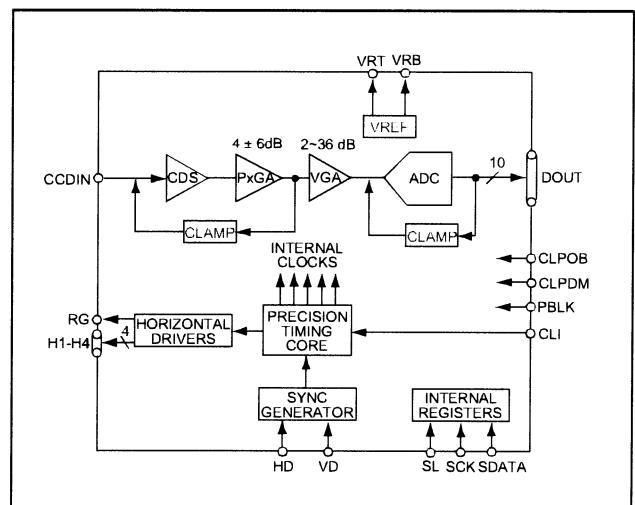 VRT VRB
VREF
4 ± 6dB 2~36 dB
CCDIN CDS PxGA VGA ADC 10 DOUT
CLAMP CLAMP
INTERNAL
CLOCKS
CLPOB
CLPDM
PBLK
RG
H1-H4 4
HORIZONTAL
DRIVERS
PRECISION
TIMING
CORE
CLI
SYNC
GENERATOR
INTERNAL
REGISTERS
HD VD SL SCK SDATA